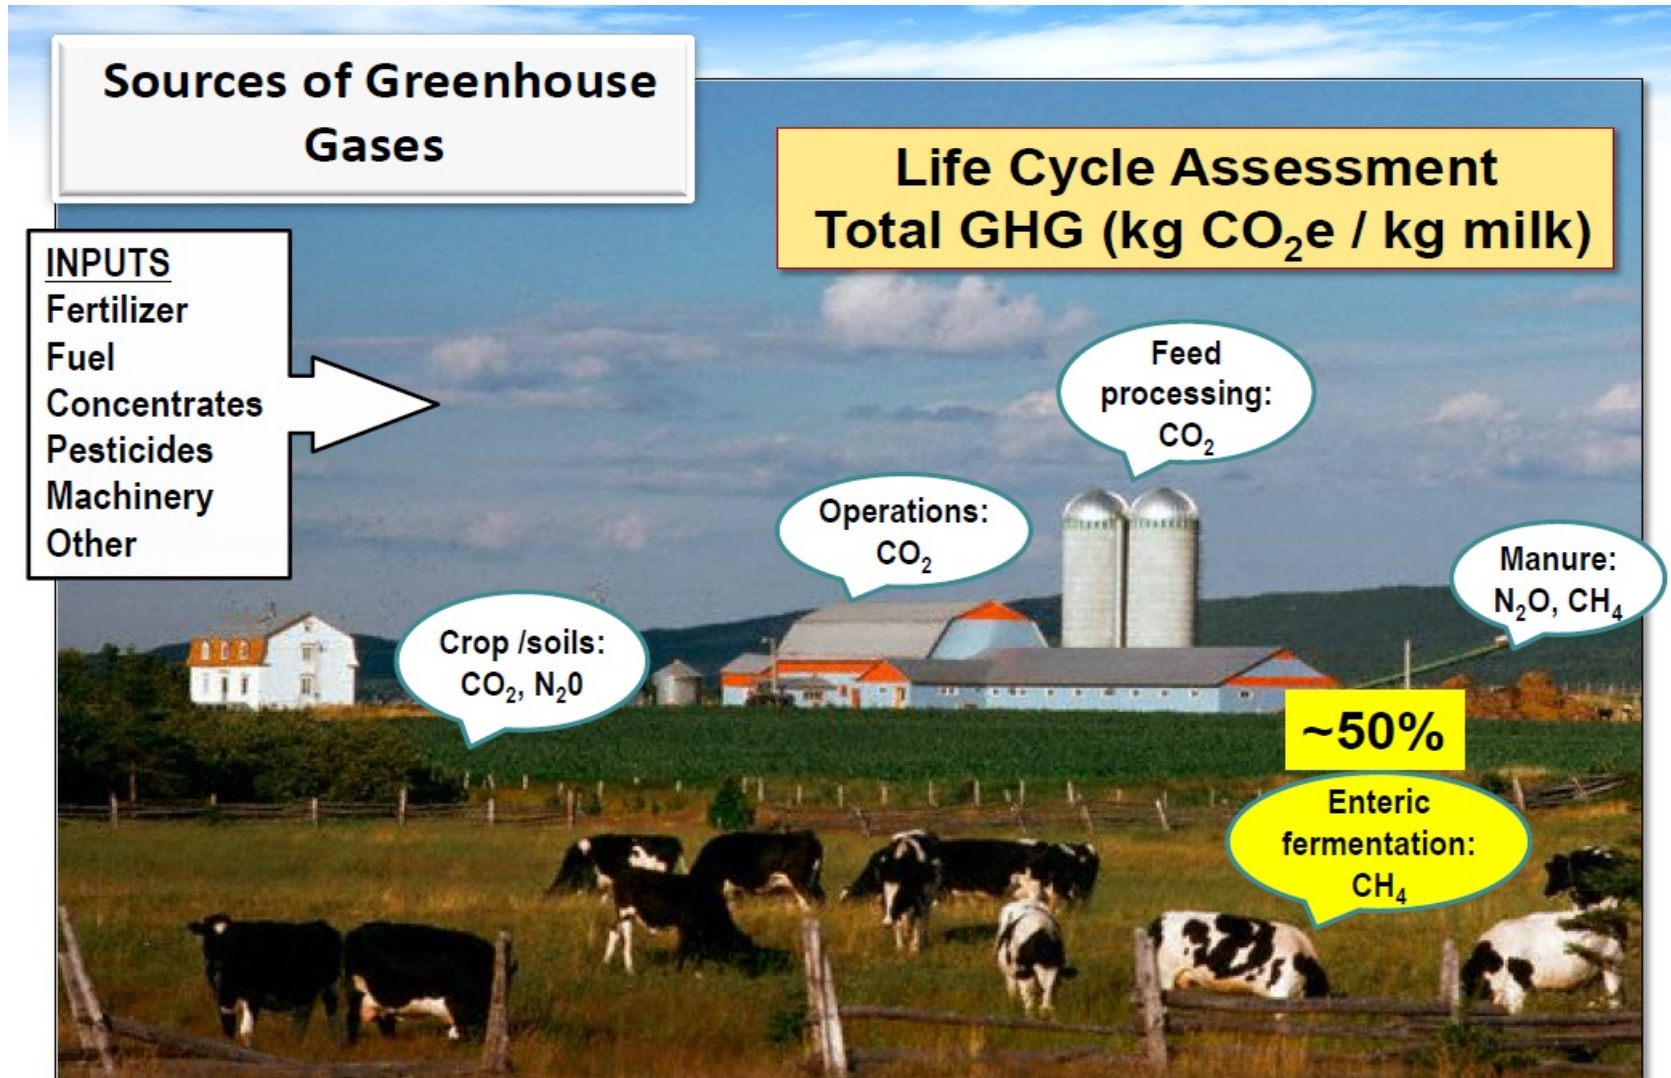 Sources of Greenhouse
Gases
Life Cycle Assessment
Total GHG (kg CO₂e / kg milk)
INPUTS
Fertilizer
Fuel
Concentrates
Pesticides
Machinery
Other
Feed
processing:
CO₂
Operations:
CO₂
Manure:
N₂O, CH₄
Crop /soils:
CO₂, N₂0
~50%
Enteric
fermentation:
CH₄